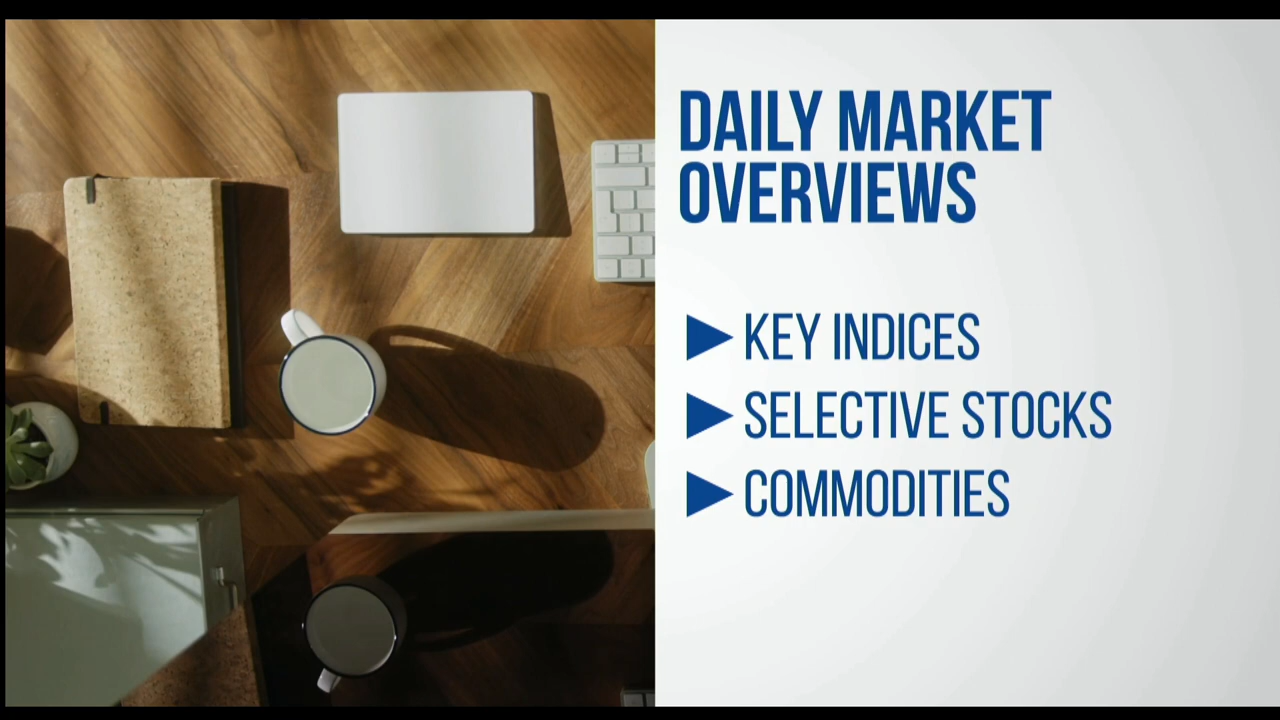 DAILY MARKET
OVERVIEWS
KEY INDICES
SELECTIVE STOCKS
COMMODITIES